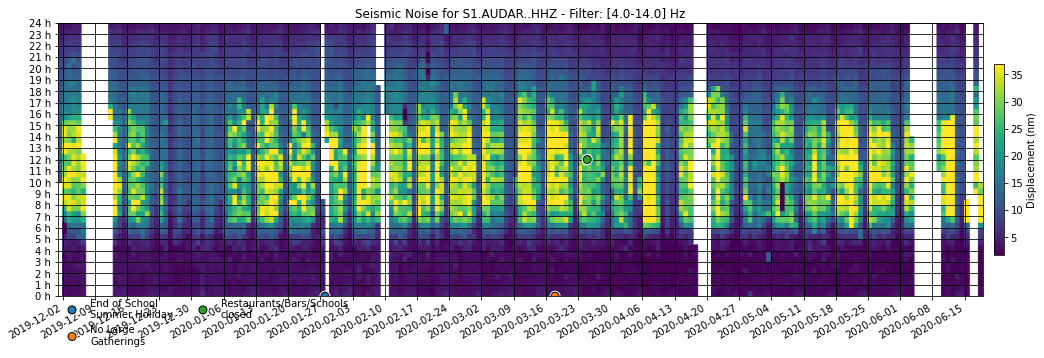 Seismic Noise for S1.AUDAR..HHZ - Filter: [4.0-14.0] Hz
24 h
23 h
22 h
21 h
20 h
19 h
18 h
17 h
16 h
15 h
14 h
13 h
12 h
11 h
10 h
9 h
8 h
7 h
6 h
5 h
4 h
3 h
2 h
1 h
0 h
35
30
25
20
15
10
5
Displacement (nm)
2019-12-02
2019-12-09
2019-12-30
2020-01-06
2020-01-20
2020-01-27
2020-02-03
2020-02-10
2020-02-17
2020-02-24
2020-03-02
2020-03-09
2020-03-16
2020-03-23
2020-03-30
2020-04-06
2020-04-13
2020-04-20
2020-04-27
2020-05-04
2020-05-11
2020-05-18
2020-05-25
2020-06-01
2020-06-08
2020-06-15
End of School
Summer Holiday
No Large
Gatherings
Restaurants/Bars/Schools
closed